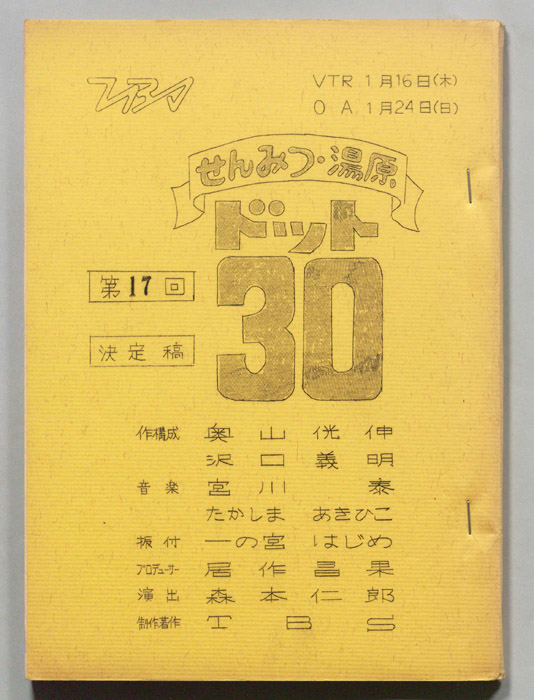 TBS
VTR 1月16日(木)
O A 1月24日(日)
せんみつ・湯原
ドット
30
第17回
決定稿
作構成 奥山侊伸
沢口義明
音楽 宮川泰
たかしまあきひこ
振付 一の宮はじめ
プロデューサー 居作昌果
演出 森本仁郎
制作著作 TBS